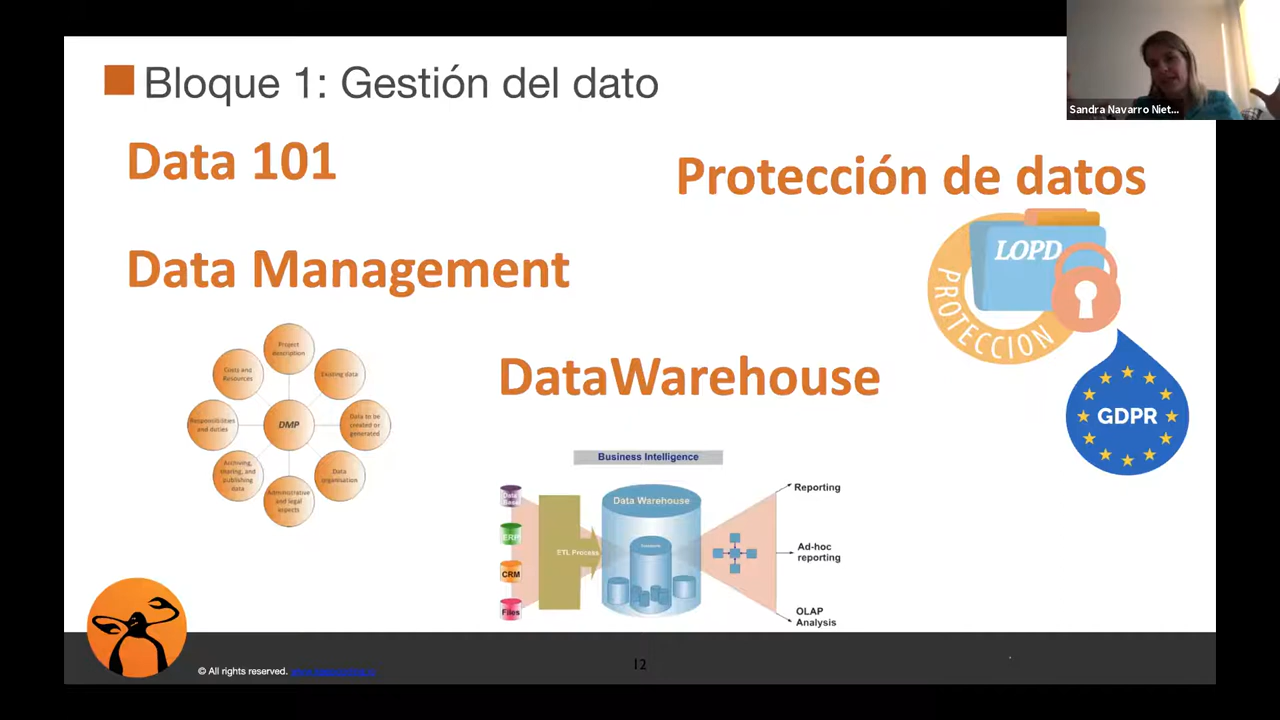 Bloque 1: Gestión del dato
Sandra Navarro Niet...
Data 101
Protección de datos
LOPD
PROTECCION
GDPR
Data Management
Project
description
Existing data
Data to be
created or
generated
Data
organisation
Administrative
and legal
aspects
Archiving,
sharing, and
publishing
data
Responsibilities
and duties
Costs and
Resources
DMP
DataWarehouse
Business Intelligence
Data
Base
ERP
CRM
Files
ETL Process
Data Warehouse
Reporting
Ad-hoc
reporting
OLAP
Analysis
© All rights reserved.
12